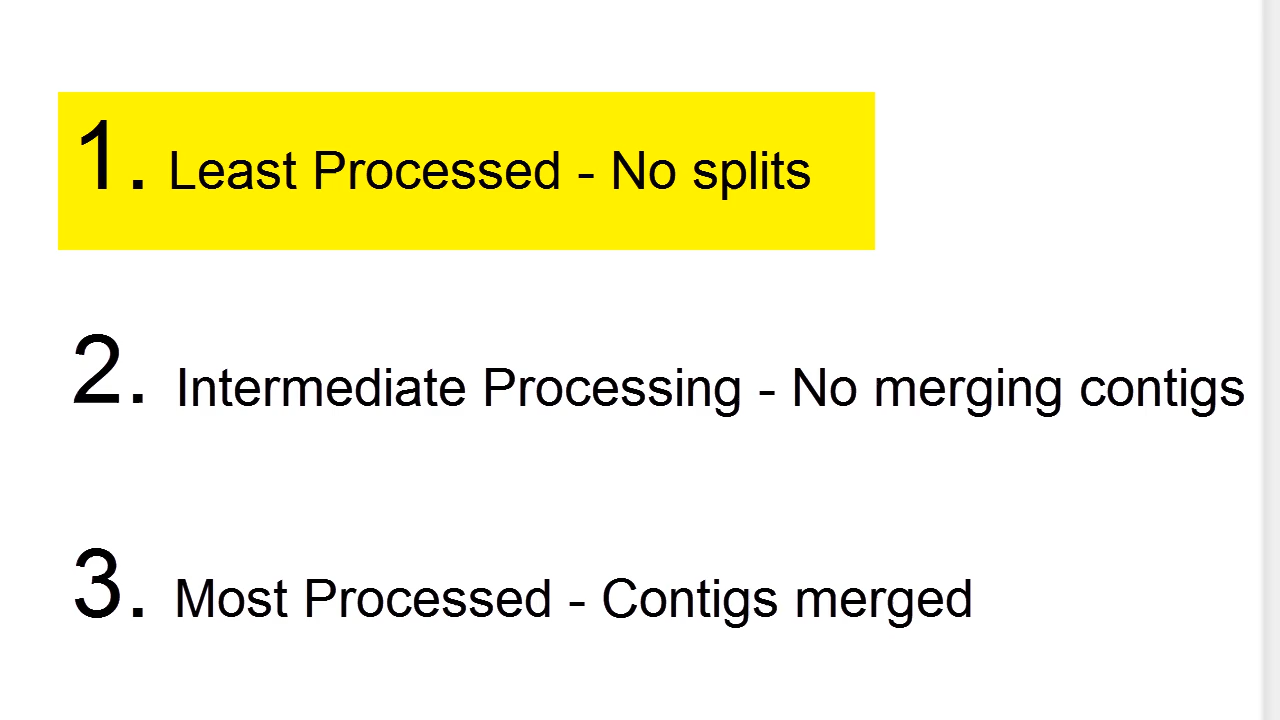 1. Least Processed - No splits
2. Intermediate Processing - No merging contigs
3. Most Processed - Contigs merged